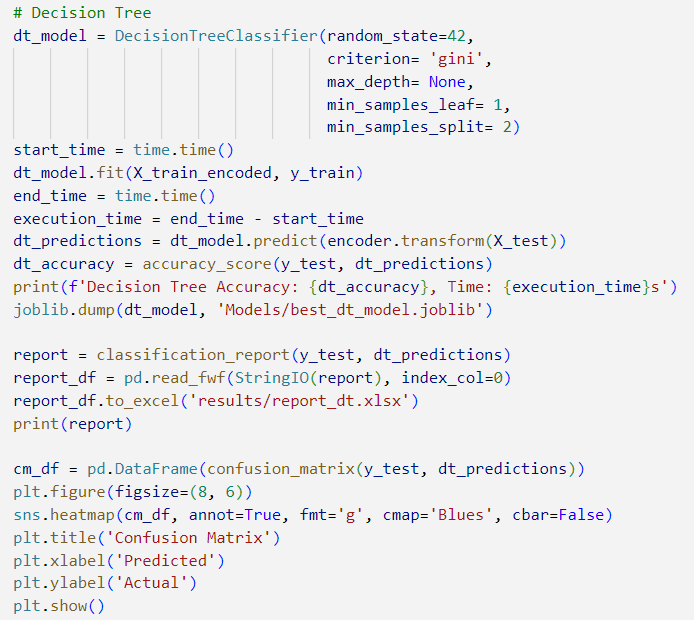 # Decision Tree
dt_model = DecisionTreeClassifier(random_state=42,
criterion= 'gini',
max_depth= None,
min_samples_leaf= 1,
min_samples_split= 2)
start_time = time.time()
dt_model.fit(X_train_encoded, y_train)
end_time = time.time()
execution_time = end_time - start_time
dt_predictions = dt_model.predict(encoder.transform(X_test))
dt_accuracy = accuracy_score(y_test, dt_predictions)
print(f'Decision Tree Accuracy: {dt_accuracy}, Time: {execution_time}s')
joblib.dump(dt_model, 'Models/best_dt_model.joblib')
report = classification_report(y_test, dt_predictions)
report_df = pd.read_fwf(StringIO(report), index_col=0)
report_df.to_excel('results/report_dt.xlsx')
print(report)
cm_df = pd.DataFrame(confusion_matrix(y_test, dt_predictions))
plt.figure(figsize=(8, 6))
sns.heatmap(cm_df, annot=True, fmt='g', cmap='Blues', cbar=False)
plt.title('Confusion Matrix')
plt.xlabel('Predicted')
plt.ylabel('Actual')
plt.show()